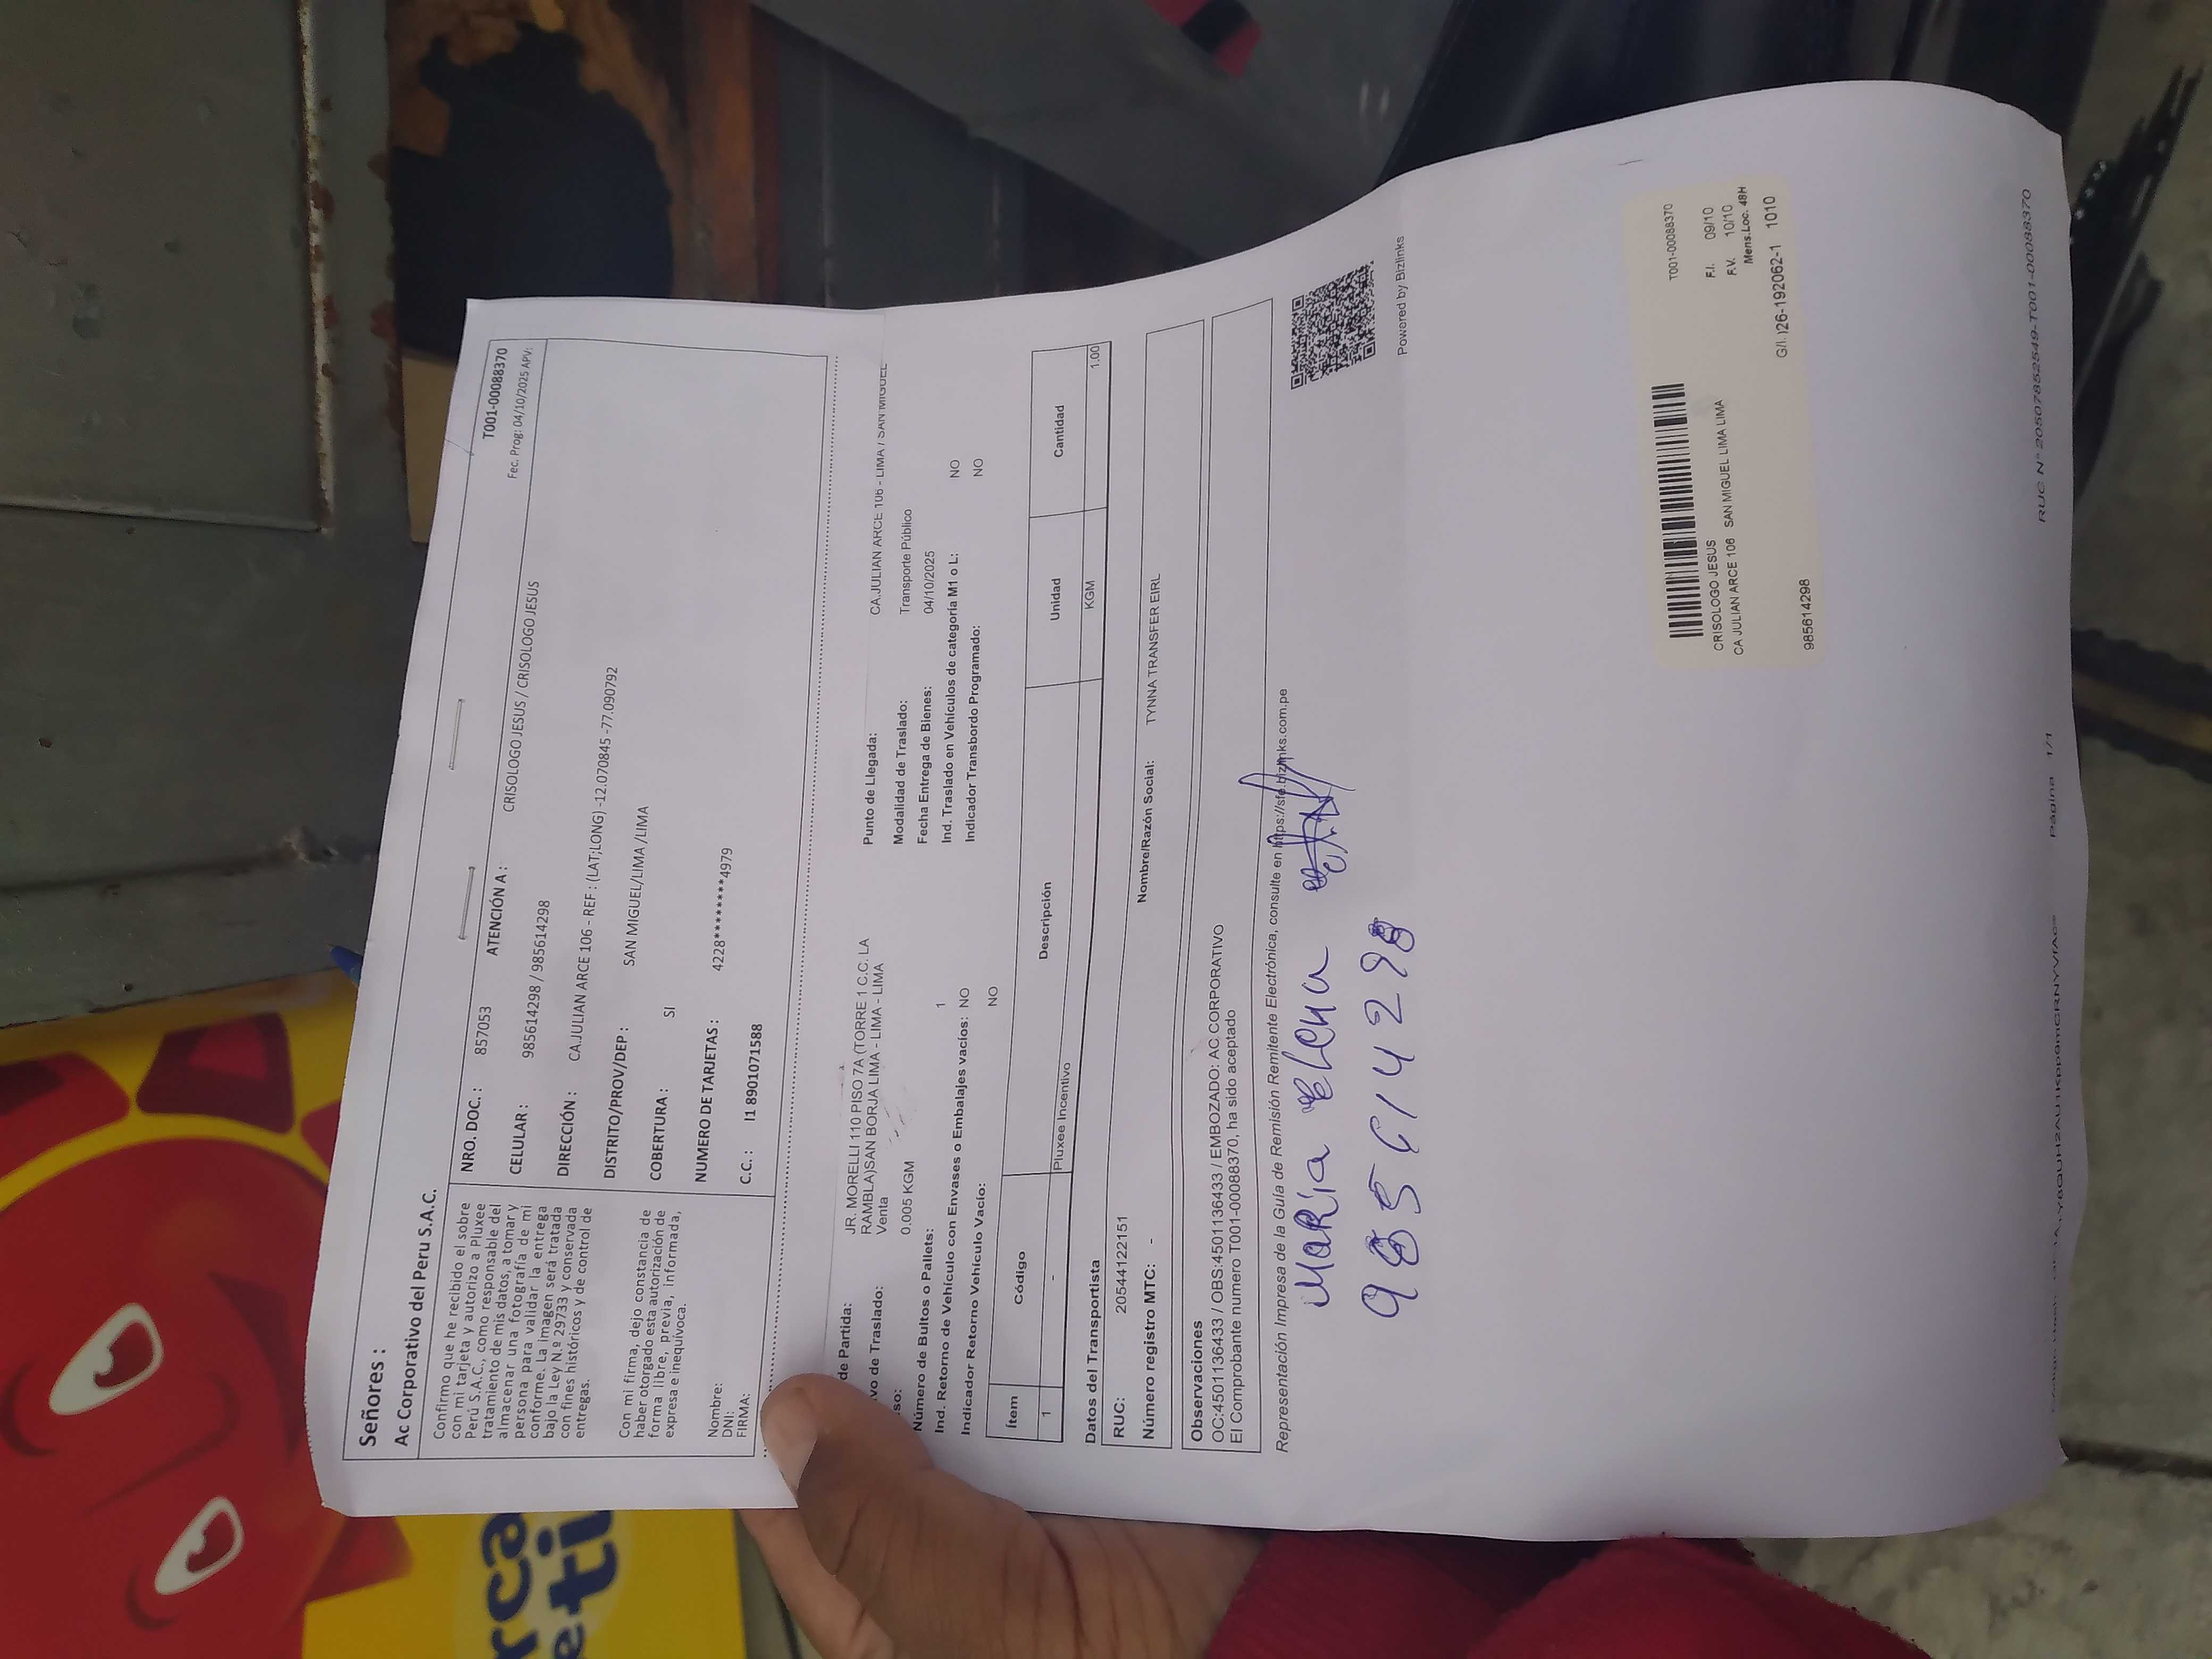 Señores :
Ac Corporativo del Peru S.A.C.
T001-00088370
Fec. Prog: 04/10/2025 APV:
Confirmo que he recibido el sobre
con mi tarjeta y autorizo a Pluxee
Perú S.A.C., como responsable del
tratamiento de mis datos, a tomar y
almacenar una fotografía de mi
persona para validar la entrega
conforme. La imagen será tratada
bajo la Ley N.º 29733 y conservada
con fines históricos y de control de
entregas.
Con mi firma, dejo constancia de
haber otorgado esta autorización de
forma libre, previa, informada,
expresa e inequívoca.
Nombre:
DNI:
FIRMA:
NRO. DOC. : 857053 ATENCIÓN A : CRISOLOGO JESUS / CRISOLOGO JESUS
CELULAR : 985614298 / 985614298
DIRECCIÓN : CA.JULIAN ARCE 106 - REF : (LAT;LONG) -12.070845 -77.090792
DISTRITO/PROV/DEP : SAN MIGUEL/LIMA /LIMA
COBERTURA : SI
NUMERO DE TARJETAS : 4228********4979
C.C. : I1 8901071588
de Partida: JR. MORELLI 110 PISO 7A (TORRE 1 C.C. LA
RAMBLA)SAN BORJA LIMA - LIMA - LIMA
vo de Traslado: Venta
so: 0.005 KGM
Número de Bultos o Pallets: 1
Ind. Retorno de Vehículo con Envases o Embalajes vacíos: NO
Indicador Retorno Vehículo Vacío: NO
Punto de Llegada: CA.JULIAN ARCE 106 - LIMA / SAN MIGUEL
Modalidad de Traslado: Transporte Público
Fecha Entrega de Bienes: 04/10/2025
Ind. Traslado en Vehículos de categoría M1 o L: NO
Indicador Transbordo Programado: NO
Ítem Código Descripción Unidad Cantidad
1 - Pluxee Incentivo KGM 1.00
Datos del Transportista
RUC: 20544122151 Nombre/Razón Social: TYNNA TRANSFER EIRL
Número registro MTC: -
Observaciones
OC:4501136433 / OBS:4501136433 / EMBOZADO: AC CORPORATIVO
El Comprobante numero T001-00088370, ha sido aceptado
Representación Impresa de la Guía de Remisión Remitente Electrónica, consulte en https://sfe.bizlinks.com.pe
Powered by Bizlinks
María Elena
985614298
T001-00088370
CRISOLOGO JESUS
CA JULIAN ARCE 106 SAN MIGUEL LIMA LIMA
F.I. 09/10
F.V. 10/10
Mens.Loc. 48H
G/I. )26-192062-1 1010
985614298
Página 1/1
RUC N° 20507852549-T001-00088370